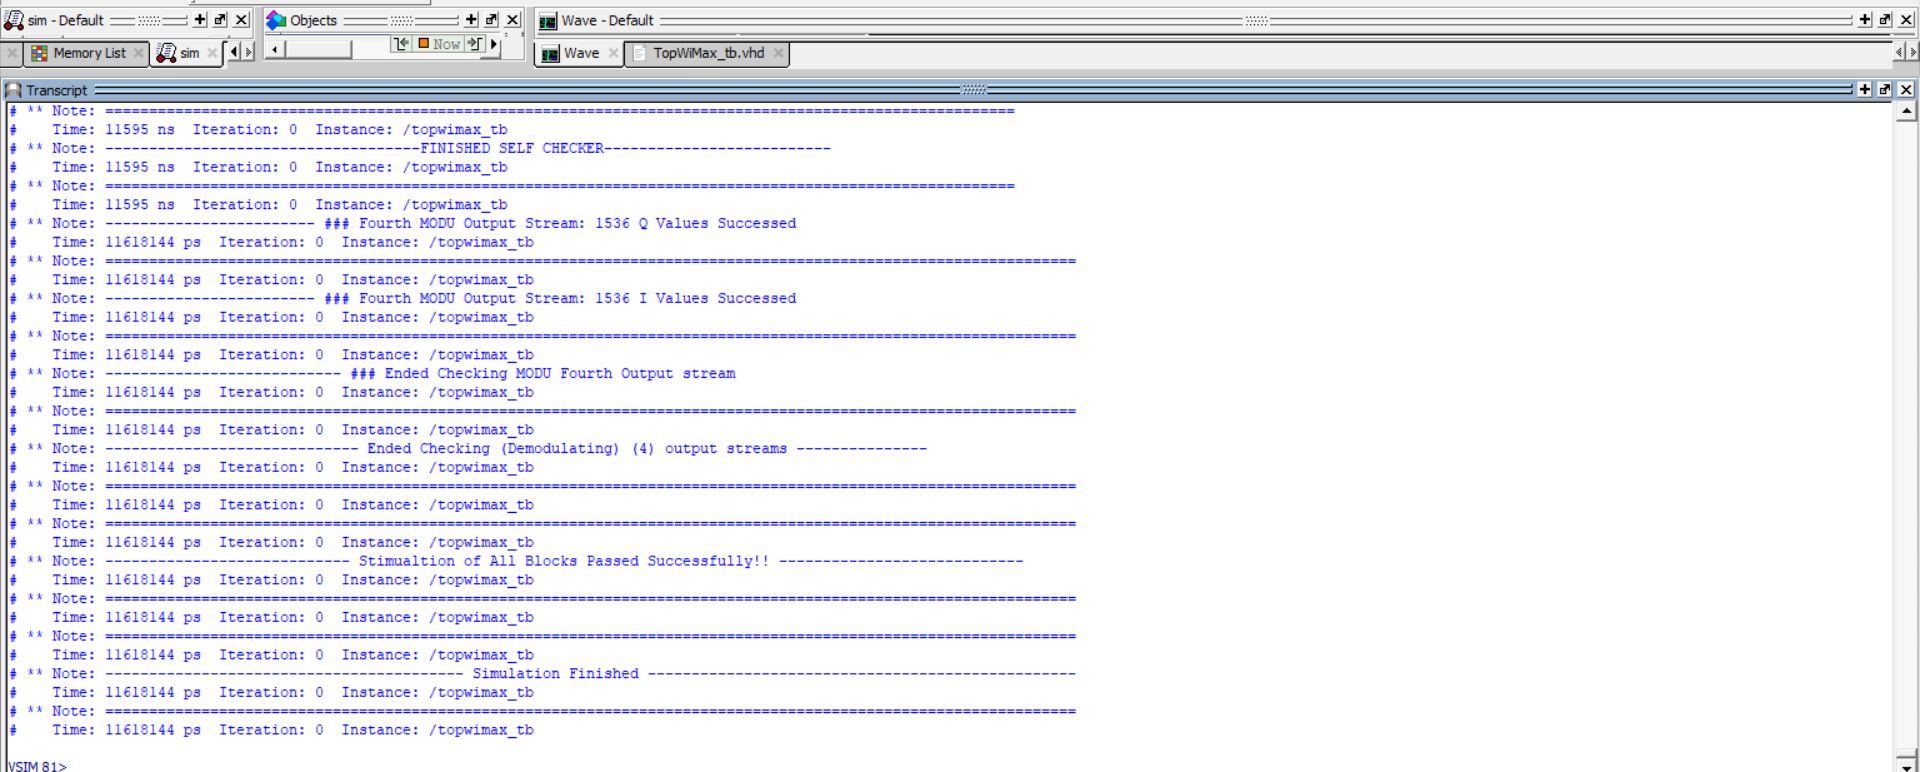 sim - Default
Objects
Wave - Default
Now
Memory List
sim
Wave
TopWiMax_tb.vhd
Transcript
# ** Note: ========================================================================================================
#    Time: 11595 ns  Iteration: 0  Instance: /topwimax_tb
# ** Note: ------------------------------------FINISHED SELF CHECKER--------------------------
#    Time: 11595 ns  Iteration: 0  Instance: /topwimax_tb
# ** Note: ========================================================================================================
#    Time: 11595 ns  Iteration: 0  Instance: /topwimax_tb
# ** Note: ------------------------ ### Fourth MODU Output Stream: 1536 Q Values Successed
#    Time: 11618144 ps  Iteration: 0  Instance: /topwimax_tb
# ** Note: ===============================================================================================================
#    Time: 11618144 ps  Iteration: 0  Instance: /topwimax_tb
# ** Note: ------------------------ ### Fourth MODU Output Stream: 1536 I Values Successed
#    Time: 11618144 ps  Iteration: 0  Instance: /topwimax_tb
# ** Note: ===============================================================================================================
#    Time: 11618144 ps  Iteration: 0  Instance: /topwimax_tb
# ** Note: --------------------------- ### Ended Checking MODU Fourth Output stream
#    Time: 11618144 ps  Iteration: 0  Instance: /topwimax_tb
# ** Note: ===============================================================================================================
#    Time: 11618144 ps  Iteration: 0  Instance: /topwimax_tb
# ** Note: ----------------------------- Ended Checking (Demodulating) (4) output streams ---------------
#    Time: 11618144 ps  Iteration: 0  Instance: /topwimax_tb
# ** Note: ===============================================================================================================
#    Time: 11618144 ps  Iteration: 0  Instance: /topwimax_tb
# ** Note: ===============================================================================================================
#    Time: 11618144 ps  Iteration: 0  Instance: /topwimax_tb
# ** Note: ---------------------------- Stimualtion of All Blocks Passed Successfully!! ----------------------------
#    Time: 11618144 ps  Iteration: 0  Instance: /topwimax_tb
# ** Note: ===============================================================================================================
#    Time: 11618144 ps  Iteration: 0  Instance: /topwimax_tb
# ** Note: ===============================================================================================================
#    Time: 11618144 ps  Iteration: 0  Instance: /topwimax_tb
# ** Note: ----------------------------------------- Simulation Finished -------------------------------------------------
#    Time: 11618144 ps  Iteration: 0  Instance: /topwimax_tb
# ** Note: ===============================================================================================================
#    Time: 11618144 ps  Iteration: 0  Instance: /topwimax_tb
VSIM 81>